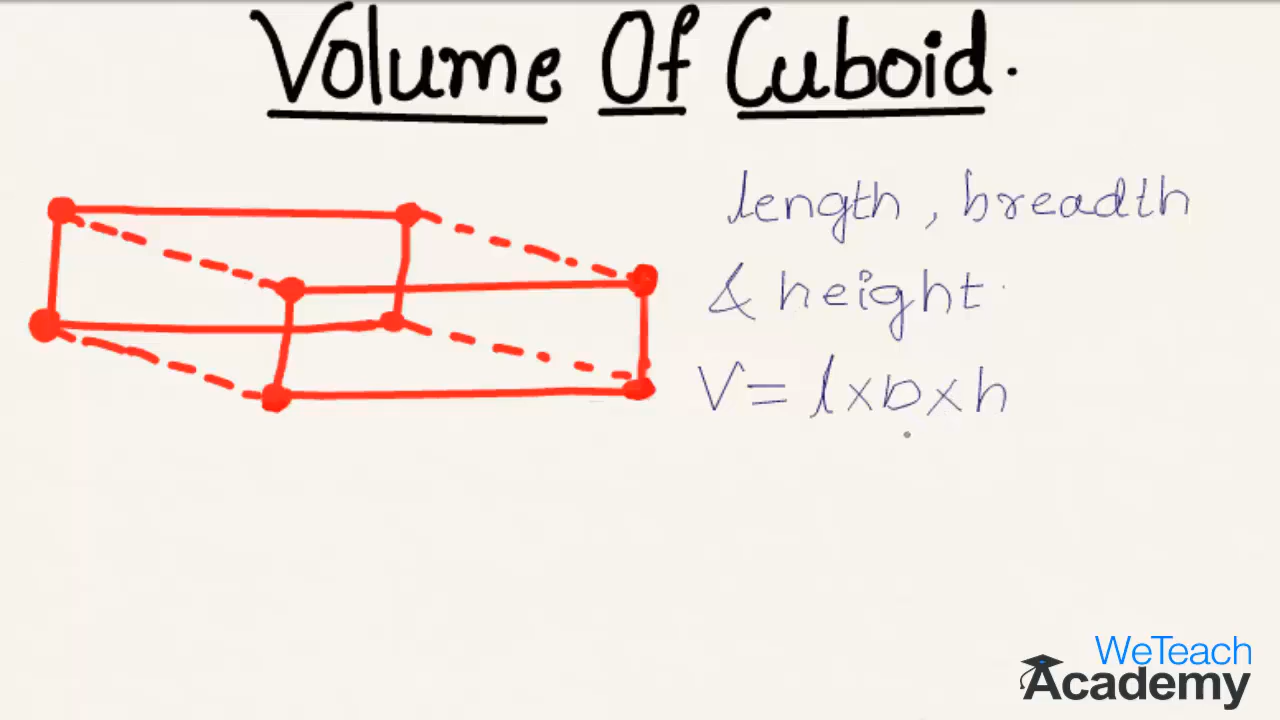 Volume Of Cuboid.
length, breadth
& height.
V = l x b x h
WeTeach
Academy